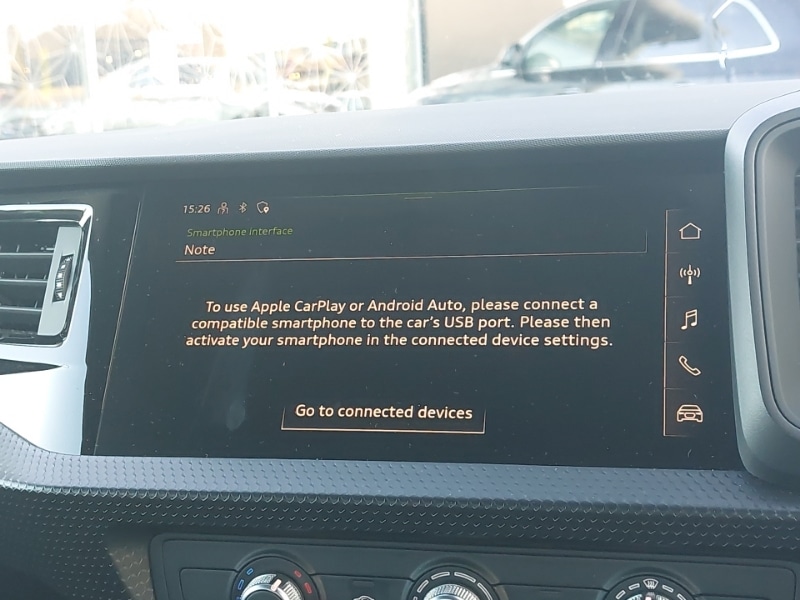 15:26
Smartphone interface
Note
To use Apple CarPlay or Android Auto, please connect a
compatible smartphone to the car's USB port. Please then
activate your smartphone in the connected device settings.
Go to connected devices